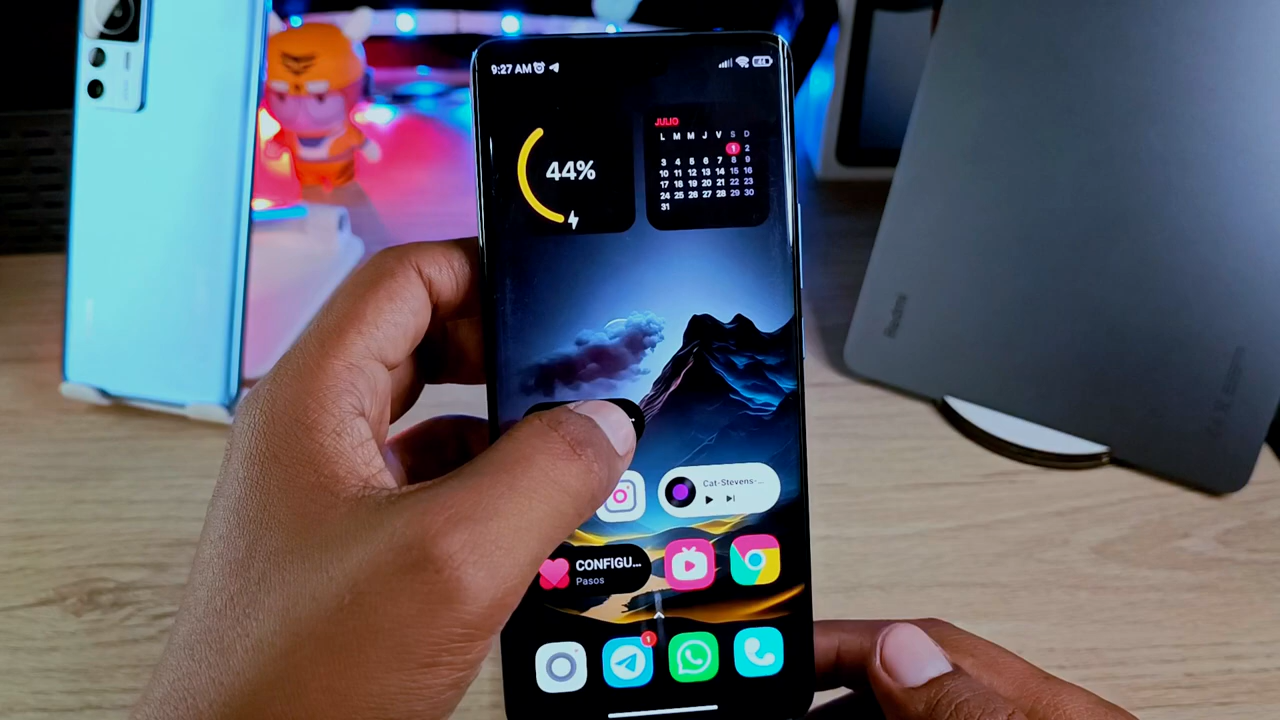 9:27 AM
44%
JULIO
L M M J V S D
1 2
3 4 5 6 7 8 9
10 11 12 13 14 15 16
17 18 19 20 21 22 23
24 25 26 27 28 29 30
31
Cat-Stevens-...
CONFIGU...
Pasos
1
Redmi